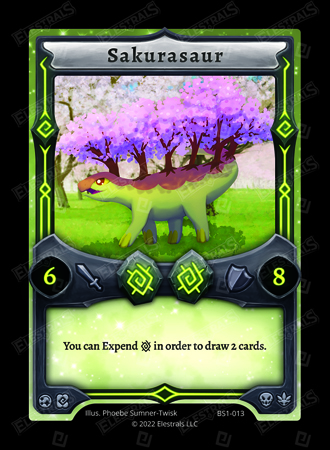 Sakurasaur
6 8
You can Expend in order to draw 2 cards.
Illus. Phoebe Sumner-Twisk BS1-013
© 2022 Elestrals LLC
ELESTRALS